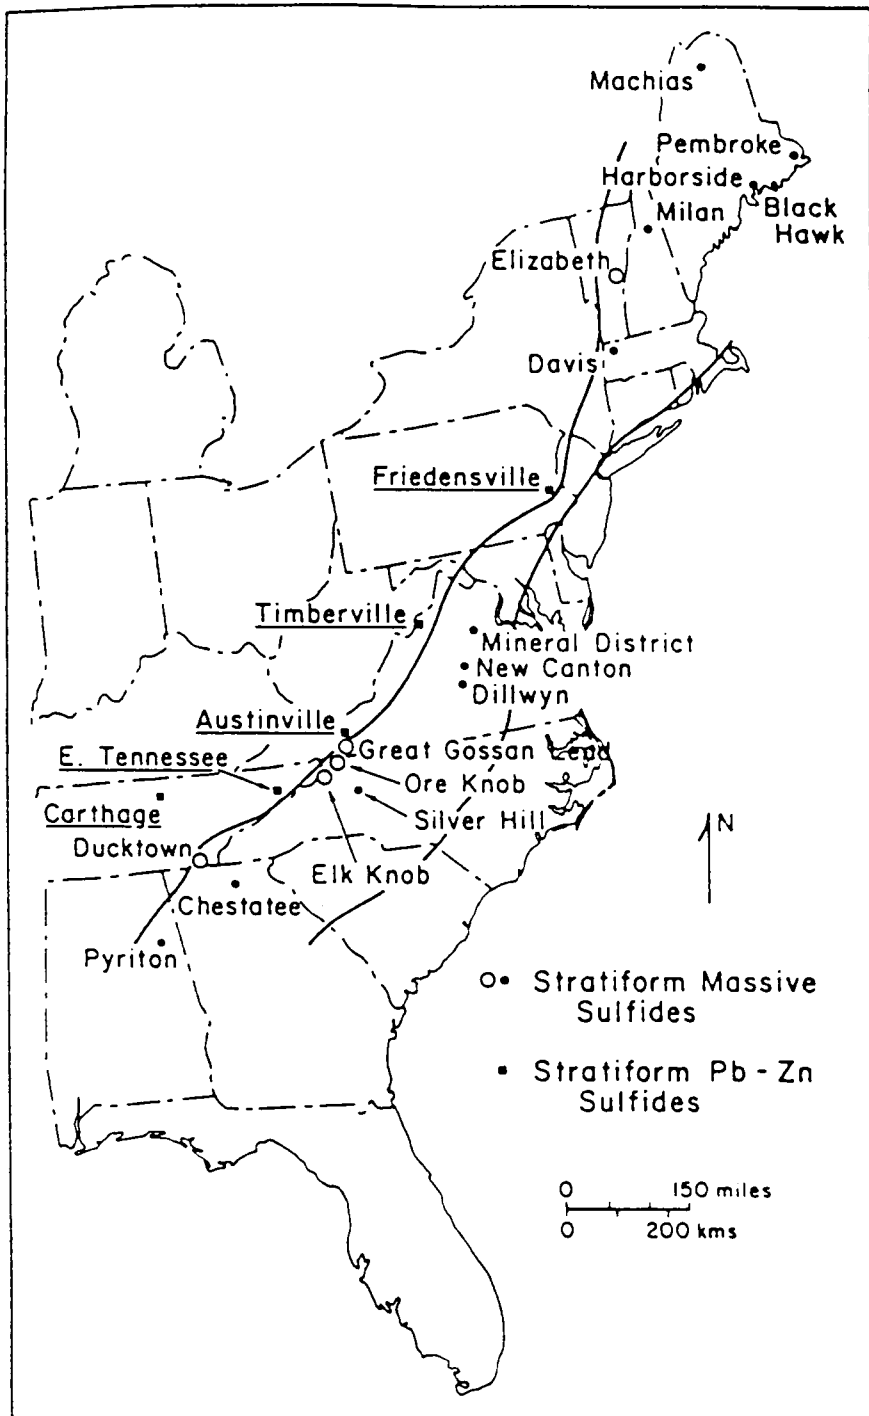 Machias
Pembroke
Harborside
Black
Hawk
Milan
Elizabeth
Davis
Friedensville
Timberville
Mineral District
New Canton
Dillwyn
Austinville
Great Gossan Lead
E. Tennessee
Ore Knob
Carthage
Silver Hill
Ducktown
Elk Knob
N
Chestatee
Pyriton
Stratiform Massive
Sulfides
Stratiform Pb - Zn
Sulfides
0 150 miles
0 200 kms